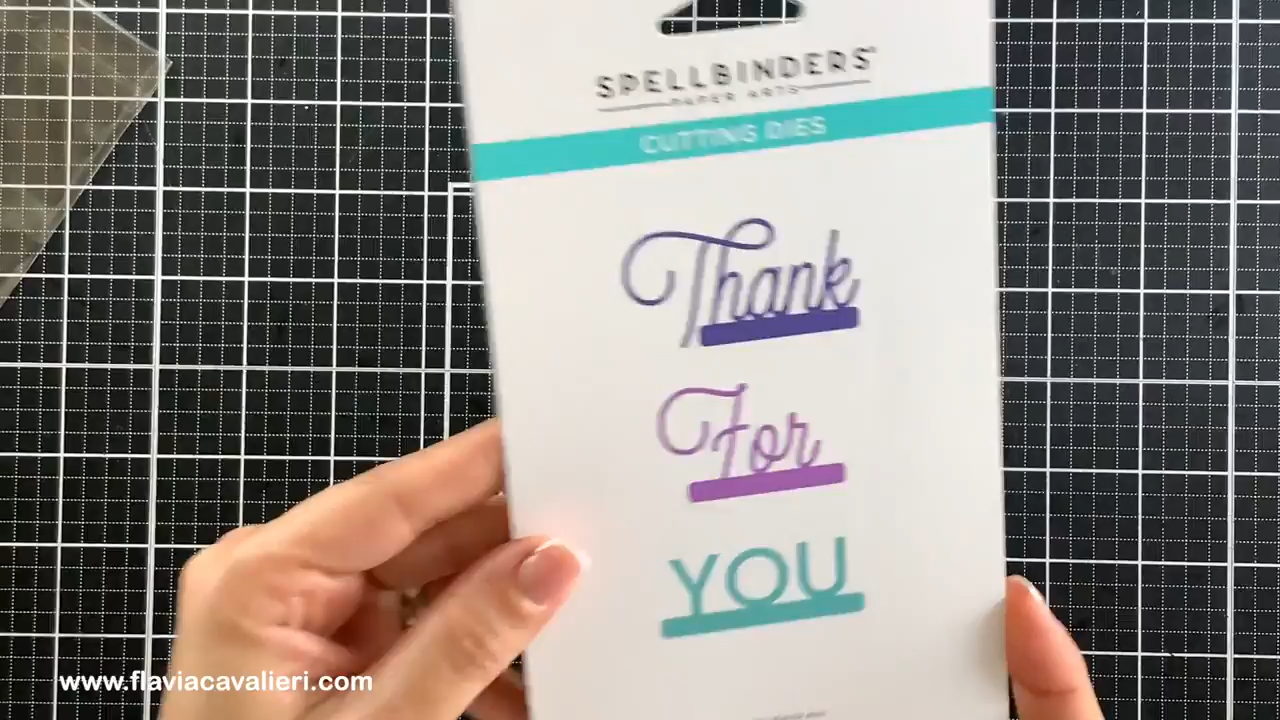 SPELLBINDERS®
PAPER ARTS
CUTTING DIES
Thank
For
YOU
www.flaviacavalieri.com